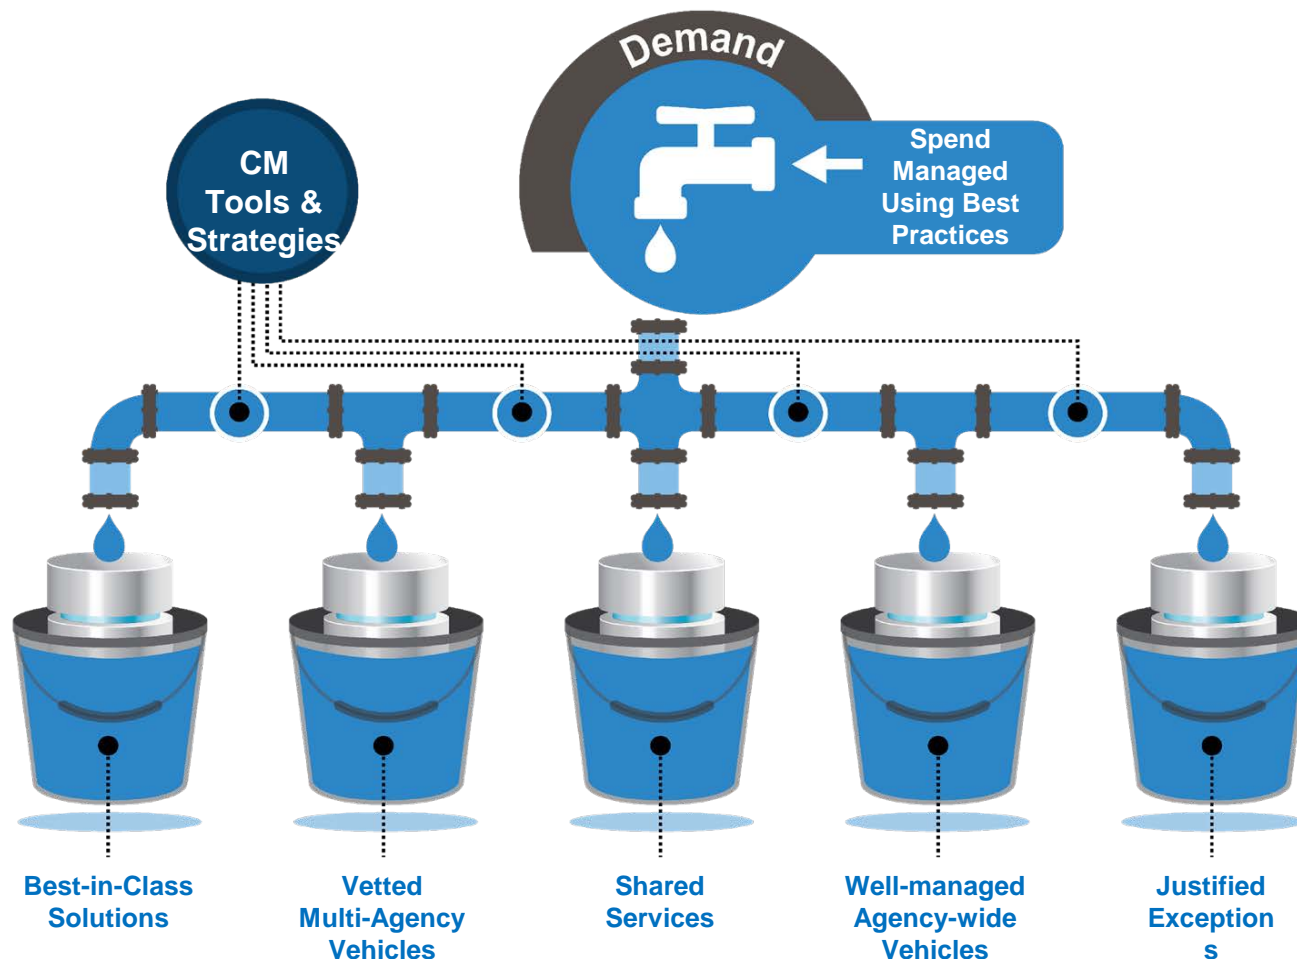 Demand
CM
Tools &
Strategies
Spend
Managed
Using Best
Practices
Best-in-Class
Solutions
Vetted
Multi-Agency
Vehicles
Shared
Services
Well-managed
Agency-wide
Vehicles
Justified
Exception
s